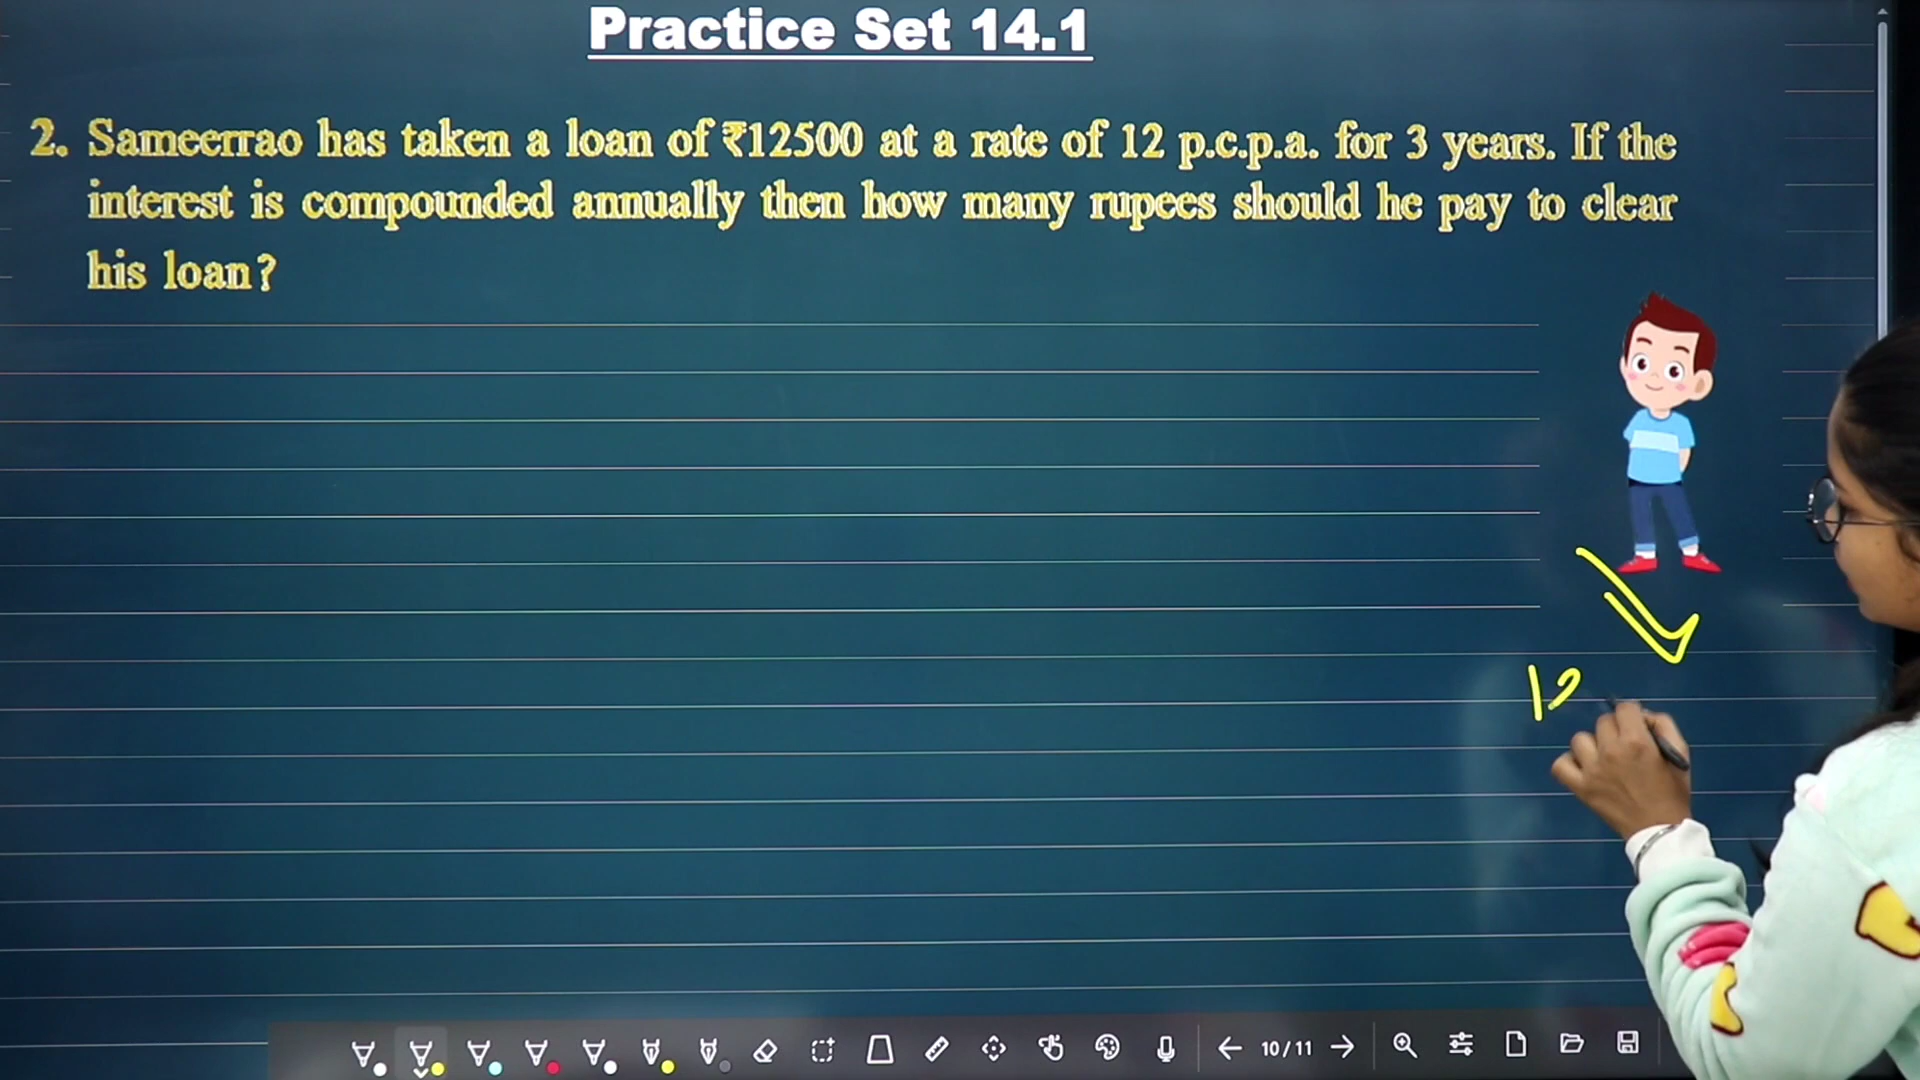 Practice Set 14.1
2. Sameerrao has taken a loan of ₹12500 at a rate of 12 p.c.p.a. for 3 years. If the
interest is compounded annually then how many rupees should he pay to clear
his loan?
12
10/11